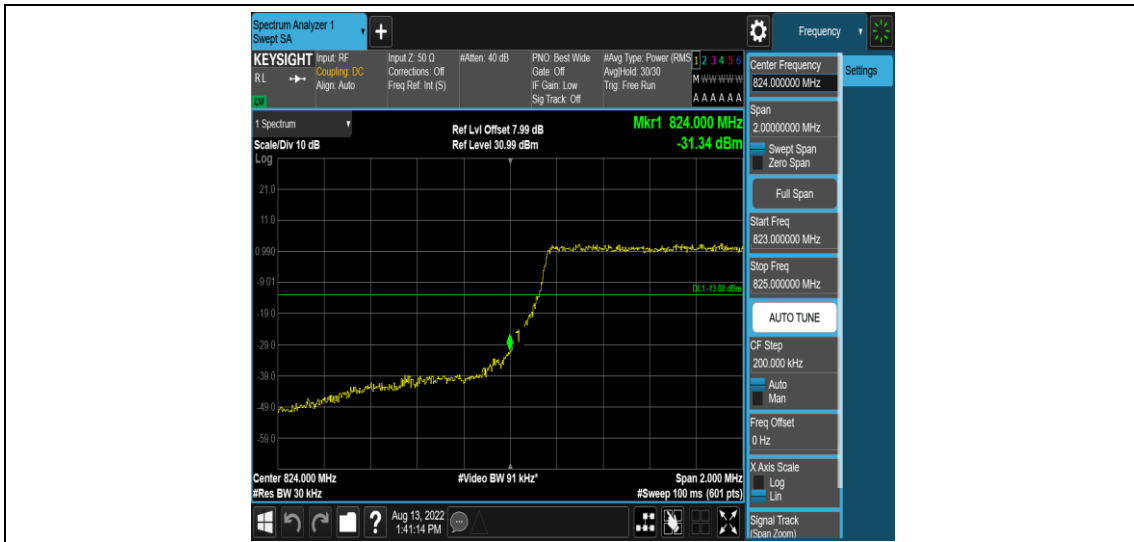 Spectrum Analyzer 1
Swept SA
+
Frequency
KEYSIGHT
RL
LM
Input: RF
Coupling: DC
Align: Auto
Input Z: 50 Ω
Corrections: Off
Freq Ref: Int (S)
#Atten: 40 dB
PNO: Best Wide
Gate: Off
IF Gain: Low
Sig Track: Off
#Avg Type: Power (RMS
Avg|Hold: 30/30
Trig: Free Run
1 2 3 4 5 6
M W W W W W
A A A A A A
1 Spectrum
Scale/Div 10 dB
Log
Ref Lvl Offset 7.99 dB
Ref Level 30.99 dBm
Mkr1 824.000 MHz
-31.34 dBm
21.0
11.0
0.990
-9.01
DL1 -13.00 dBm
-19.0
1
-29.0
-39.0
-49.0
-59.0
Center 824.000 MHz
#Res BW 30 kHz
#Video BW 91 kHz*
Span 2.000 MHz
#Sweep 100 ms (601 pts)
?
Aug 13, 2022
1:41:14 PM
Center Frequency
824.000000 MHz
Span
2.00000000 MHz
Swept Span
Zero Span
Full Span
Start Freq
823.000000 MHz
Stop Freq
825.000000 MHz
AUTO TUNE
CF Step
200.000 kHz
Auto
Man
Freq Offset
0 Hz
X Axis Scale
Log
Lin
Signal Track
(Span Zoom)
Settings